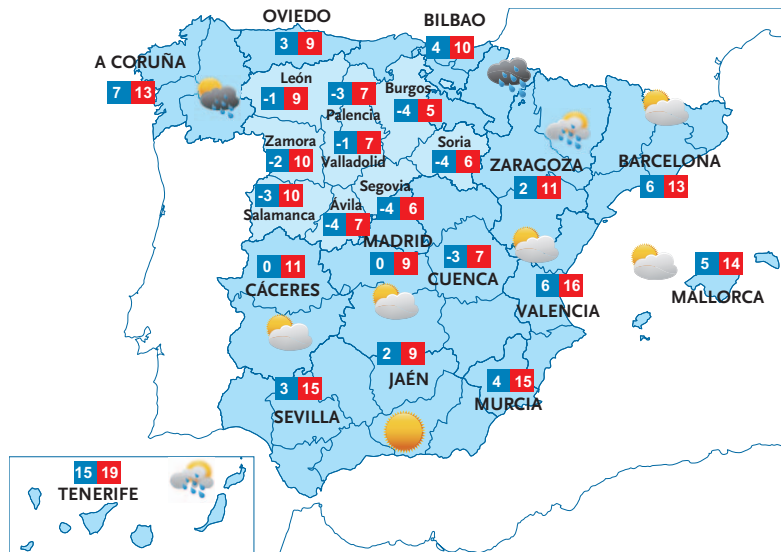 OVIEDO
3 9
BILBAO
4 10
A CORUÑA
7 13
León
-1 9
-3 7
Palencia
Burgos
-4 5
Zamora
-2 10
-1 7
Valladolid
Soria
-4 6
ZARAGOZA
2 11
BARCELONA
6 13
-3 10
Salamanca
Ávila
-4 7
Segovia
-4 6
MADRID
0 9
-3 7
CUENCA
0 11
CÁCERES
6 16
VALENCIA
5 14
MALLORCA
2 9
JAÉN
3 15
SEVILLA
4 15
MURCIA
15 19
TENERIFE